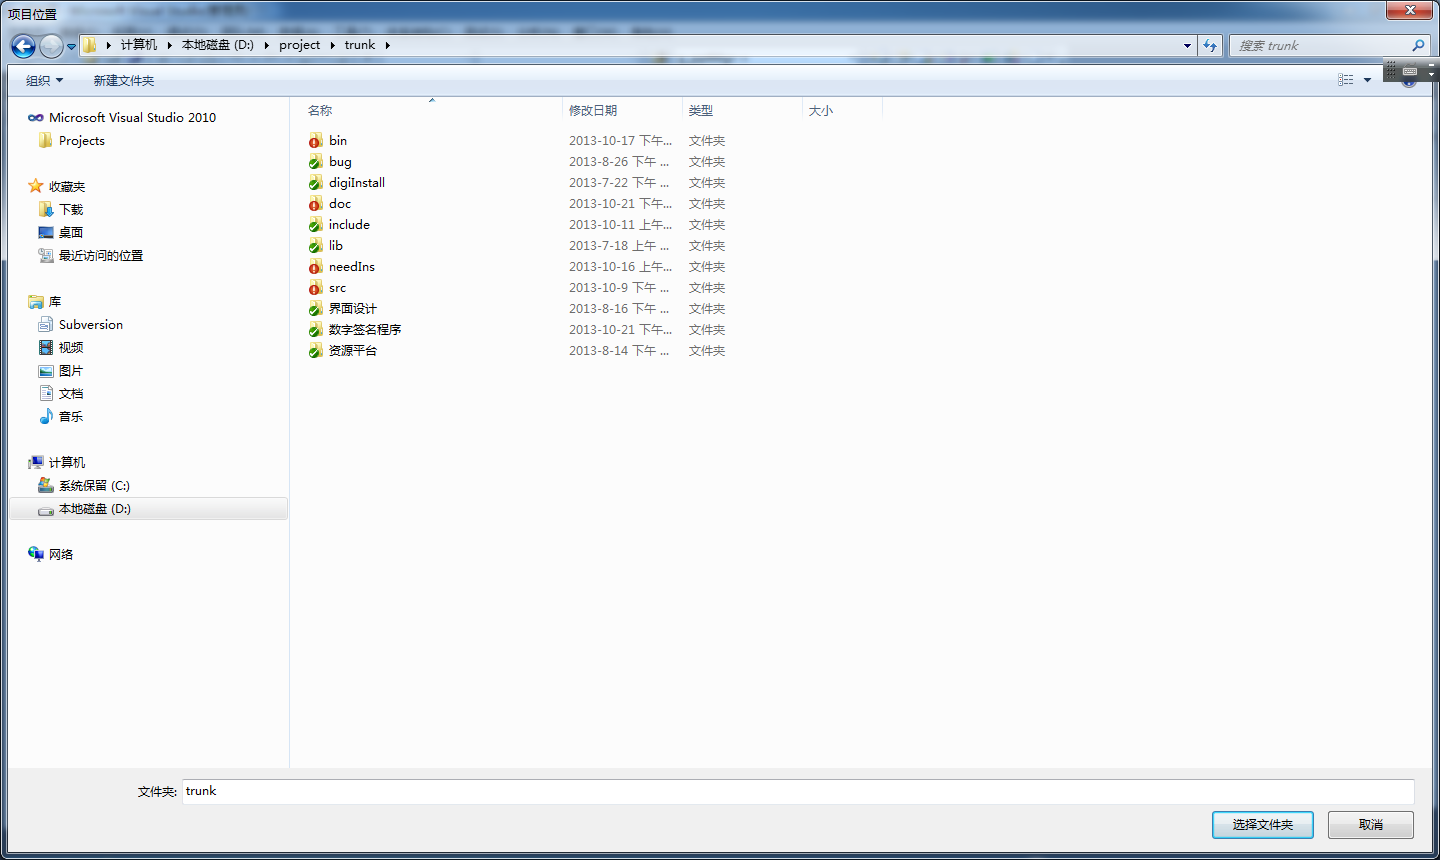 项目位置
计算机 本地磁盘 (D:) project trunk
搜索 trunk
组织 新建文件夹
Microsoft Visual Studio 2010
Projects
收藏夹
下载
桌面
最近访问的位置
库
Subversion
视频
图片
文档
音乐
计算机
系统保留 (C:)
本地磁盘 (D:)
网络
名称 修改日期 类型 大小
bin 2013-10-17 下午... 文件夹
bug 2013-8-26 下午 ... 文件夹
digiInstall 2013-7-22 下午 ... 文件夹
doc 2013-10-21 下午... 文件夹
include 2013-10-11 上午... 文件夹
lib 2013-7-18 上午 ... 文件夹
needIns 2013-10-16 上午... 文件夹
src 2013-10-9 下午 ... 文件夹
界面设计 2013-8-16 下午 ... 文件夹
数字签名程序 2013-10-21 下午... 文件夹
资源平台 2013-8-14 下午 ... 文件夹
文件夹: trunk
选择文件夹 取消